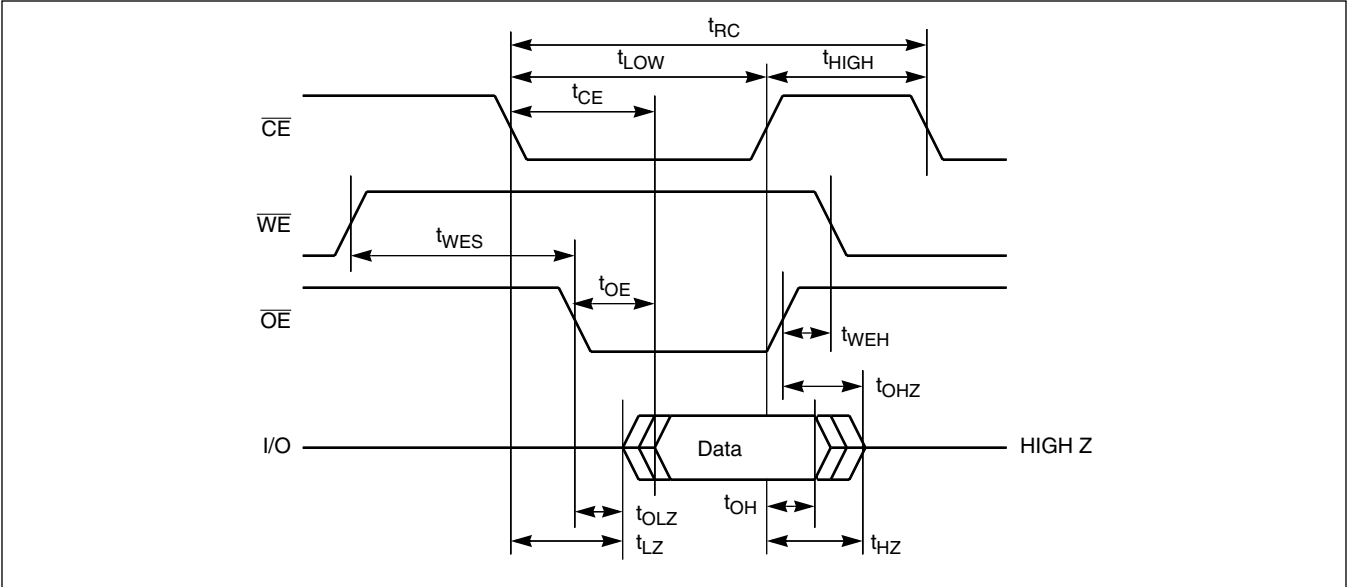 tRC
tLOW tHIGH
tCE
CE
WE
tWES
tOE
OE
tWEH
tOHZ
I/O Data HIGH Z
tOH
tOLZ
tLZ tHZ